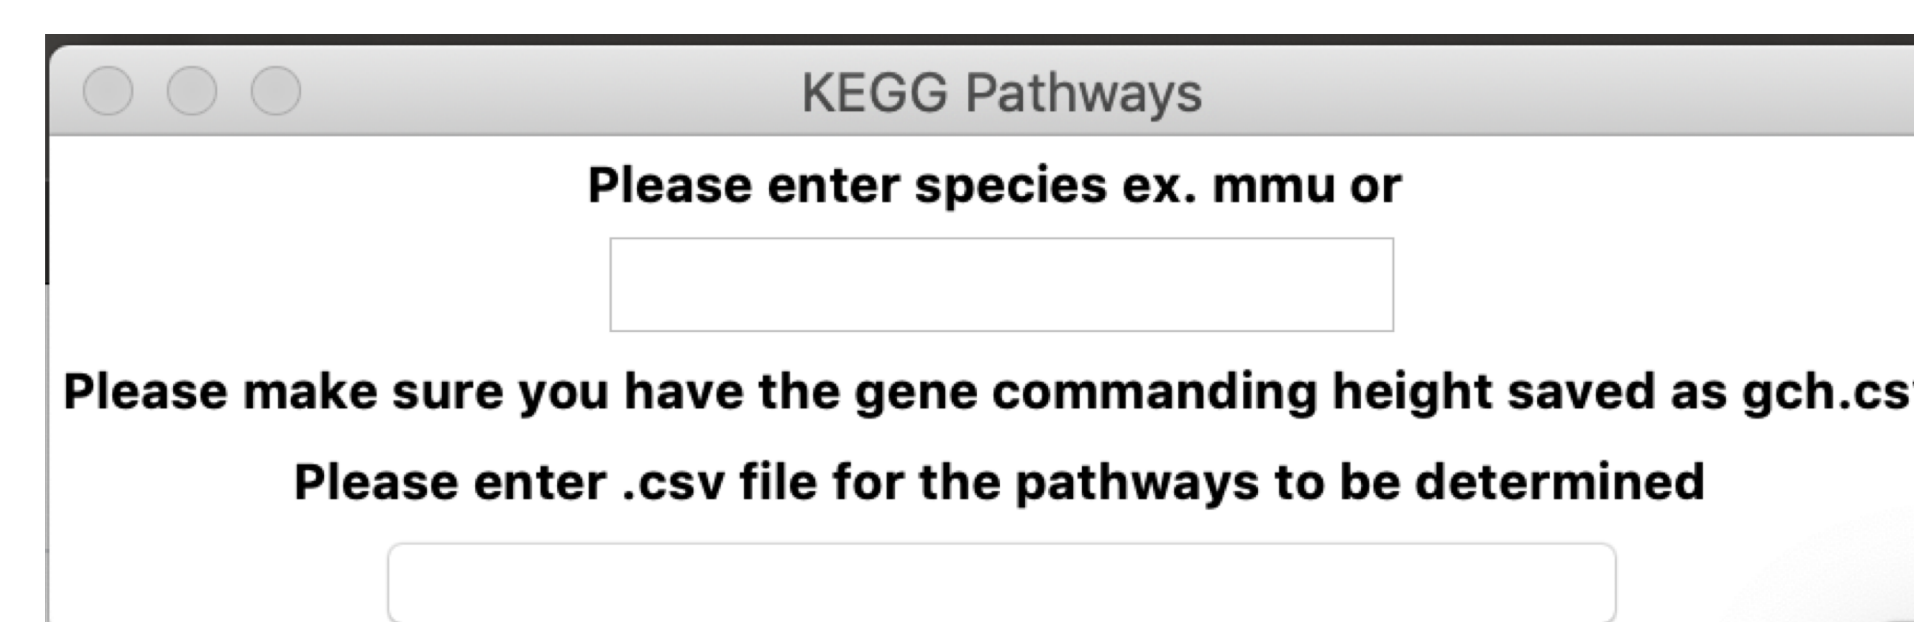 KEGG Pathways
Please enter species ex. mmu or
Please make sure you have the gene commanding height saved as gch.csv
Please enter .csv file for the pathways to be determined